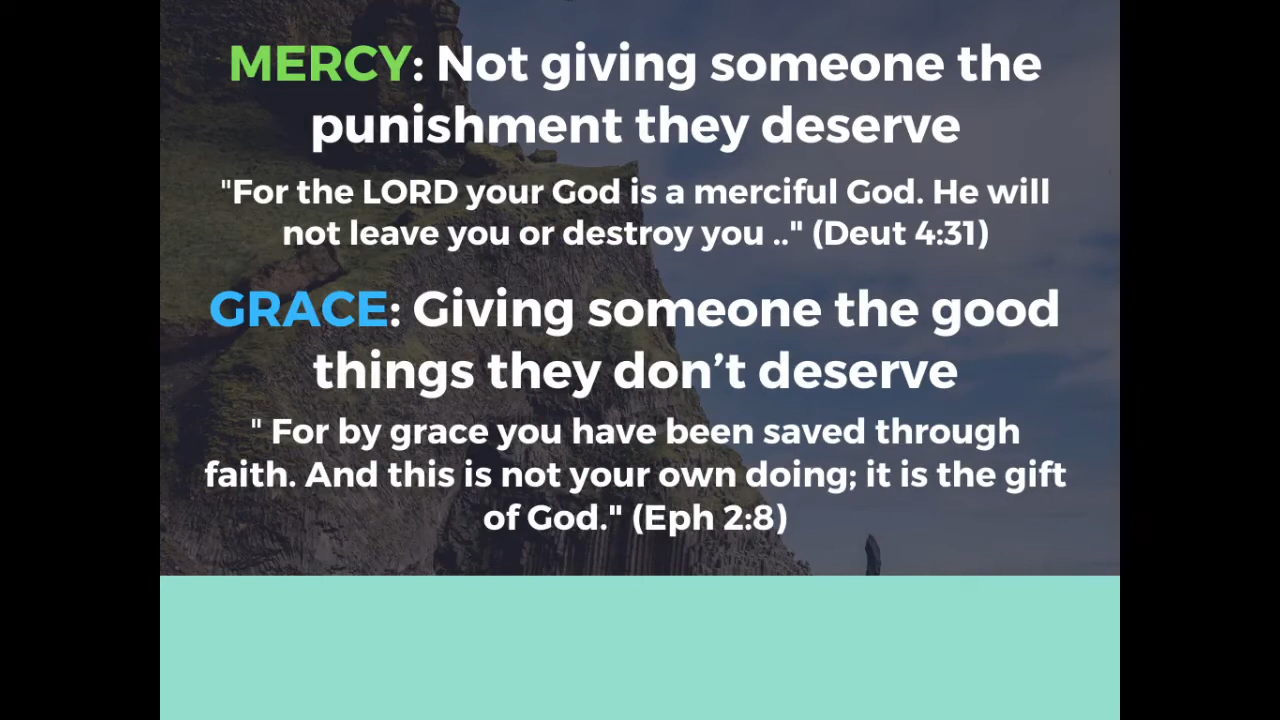 MERCY: Not giving someone the
punishment they deserve
"For the LORD your God is a merciful God. He will
not leave you or destroy you .." (Deut 4:31)
GRACE: Giving someone the good
things they don’t deserve
" For by grace you have been saved through
faith. And this is not your own doing; it is the gift
of God." (Eph 2:8)